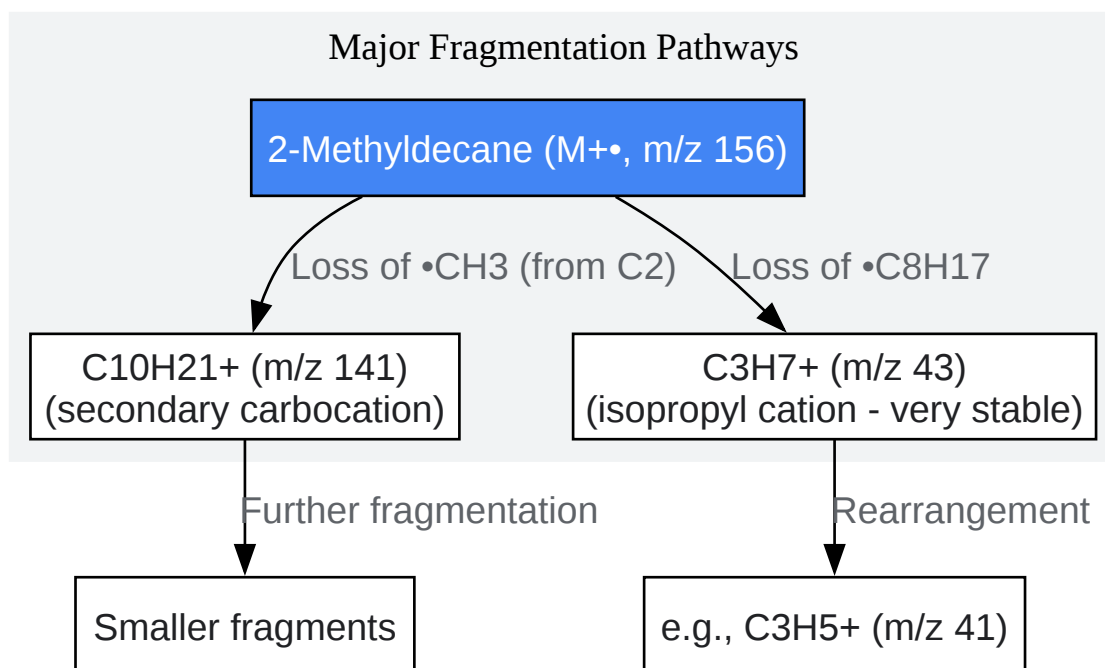 Major Fragmentation Pathways
2-Methyldecane (M+•, m/z 156)
Loss of •CH3 (from C2)
Loss of •C8H17
C10H21+ (m/z 141)
(secondary carbocation)
C3H7+ (m/z 43)
(isopropyl cation - very stable)
Further fragmentation
Rearrangement
Smaller fragments
e.g., C3H5+ (m/z 41)